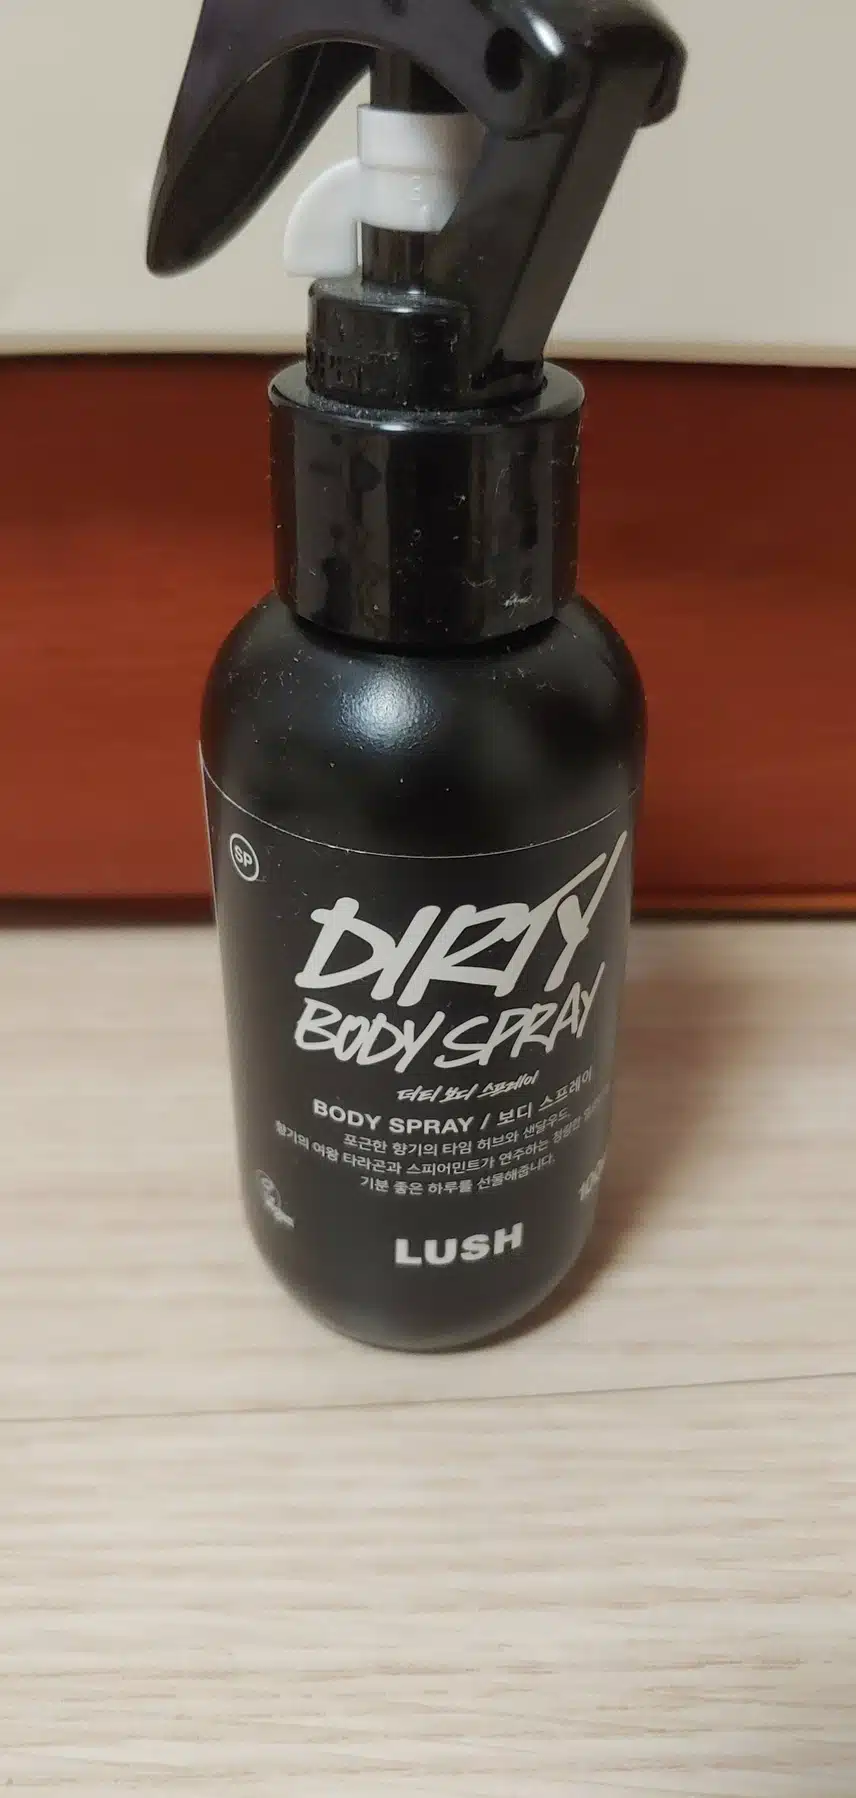 SP
DIRTY
BODY SPRAY
더티 보디 스프레이
BODY SPRAY / 보디 스프레이
포근한 향기의 타임 허브와 샌달우드,
향기의 여왕 타라곤과 스피어민트가 연주하는 청량한
기분 좋은 하루를 선물해줍니다.
LUSH